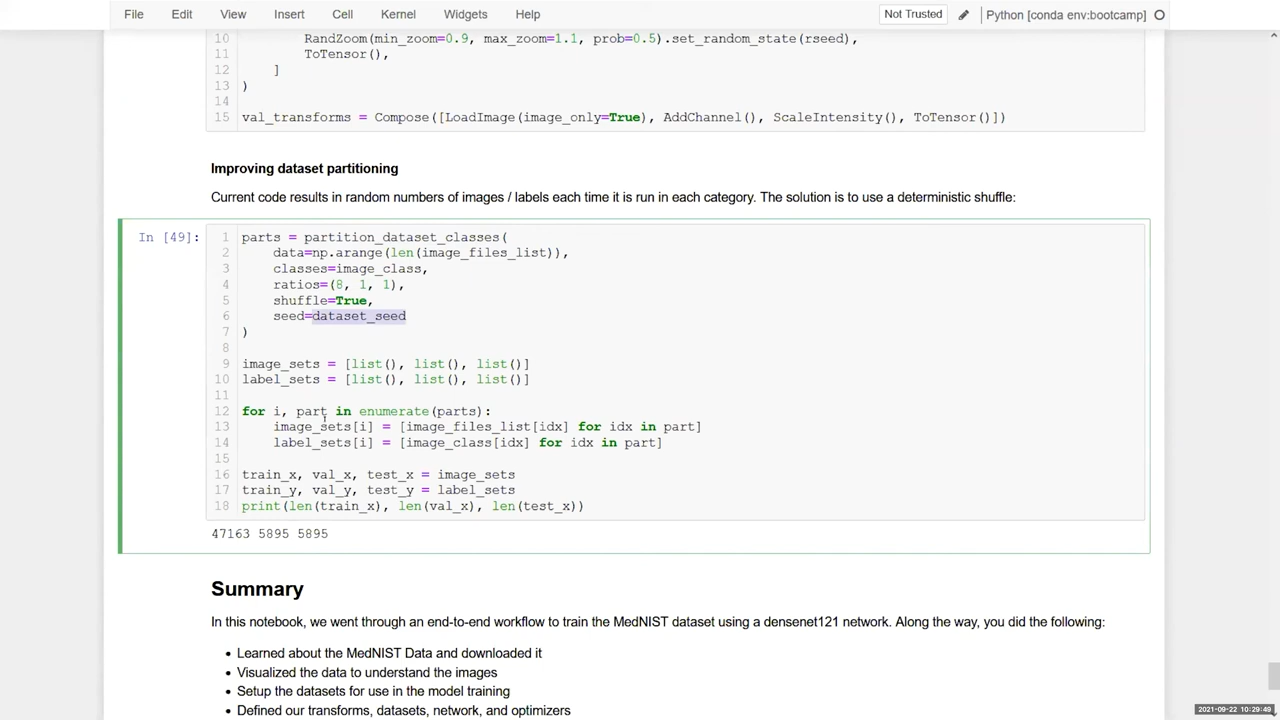 File Edit View Insert Cell Kernel Widgets Help Not Trusted Python [conda env:bootcamp]
10 RandZoom(min_zoom=0.9, max_zoom=1.1, prob=0.5).set_random_state(rseed),
11 ToTensor(),
12 ]
13 )
14
15 val_transforms = Compose([LoadImage(image_only=True), AddChannel(), ScaleIntensity(), ToTensor()])
Improving dataset partitioning
Current code results in random numbers of images / labels each time it is run in each category. The solution is to use a deterministic shuffle:
In [49]:
1 parts = partition_dataset_classes(
2 data=np.arange(len(image_files_list)),
3 classes=image_class,
4 ratios=(8, 1, 1),
5 shuffle=True,
6 seed=dataset_seed
7 )
8
9 image_sets = [list(), list(), list()]
10 label_sets = [list(), list(), list()]
11
12 for i, part in enumerate(parts):
13 image_sets[i] = [image_files_list[idx] for idx in part]
14 label_sets[i] = [image_class[idx] for idx in part]
15
16 train_x, val_x, test_x = image_sets
17 train_y, val_y, test_y = label_sets
18 print(len(train_x), len(val_x), len(test_x))
47163 5895 5895
Summary
In this notebook, we went through an end-to-end workflow to train the MedNIST dataset using a densenet121 network. Along the way, you did the following:
• Learned about the MedNIST Data and downloaded it
• Visualized the data to understand the images
• Setup the datasets for use in the model training
• Defined our transforms, datasets, network, and optimizers
2021-09-22 10:29:49